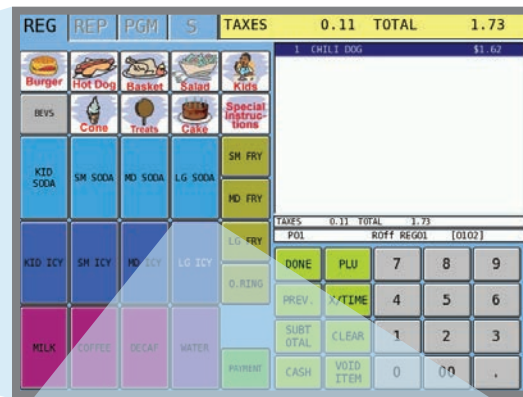 REG REP PGM S TAXES 0.11 TOTAL 1.73
1 CHILI DOG $1.62
Burger Hot Dog Basket Salad Kids
BEVS Cone Treats Cake Special
Instruc-
tions
KID
SODA
SM SODA MD SODA LG SODA SM FRY
MD FRY
TAXES 0.11 TOTAL 1.73
P01 ROff REG01 [0102]
KID ICY SM ICY MD ICY LG ICY LG FRY
O.RING
DONE PLU 7 8 9
PREV. X/TIME 4 5 6
MILK COFFEE DECAF WATER PAYMENT
SUBT
OTAL
CLEAR 1 2 3
CASH VOID
ITEM
0 00 .